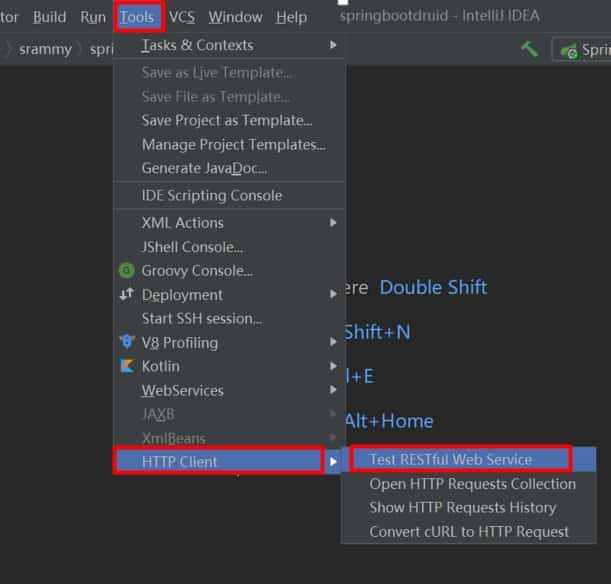 tor Build Run Tools VCS Window Help springbootdruid - IntelliJ IDEA
srammy spri Sprin
Tasks & Contexts
Save as Live Template...
Save File as Template...
Save Project as Template...
Manage Project Templates...
Generate JavaDoc...
IDE Scripting Console
XML Actions
JShell Console...
Groovy Console...
Deployment
ere Double Shift
Start SSH session...
Shift+N
V8 Profiling
Kotlin
l+E
WebServices
JAXB
Alt+Home
XmlBeans
HTTP Client
Test RESTful Web Service
Open HTTP Requests Collection
Show HTTP Requests History
Convert cURL to HTTP Request